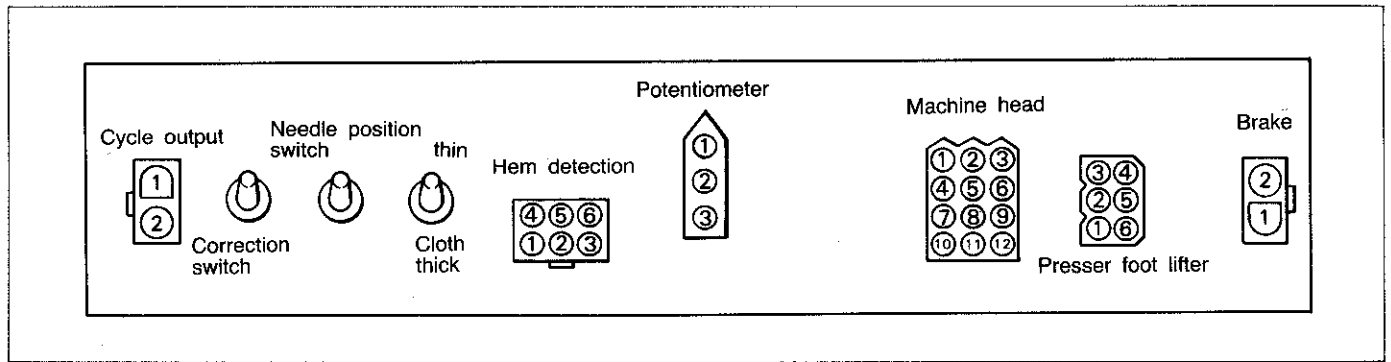 Cycle output
1
2
Correction
switch
Needle position
switch
thin
Cloth
thick
Hem detection
4 5 6
1 2 3
Potentiometer
1
2
3
Machine head
1 2 3
4 5 6
7 8 9
10 11 12
3 4
2 5
1 6
Presser foot lifter
Brake
2
1